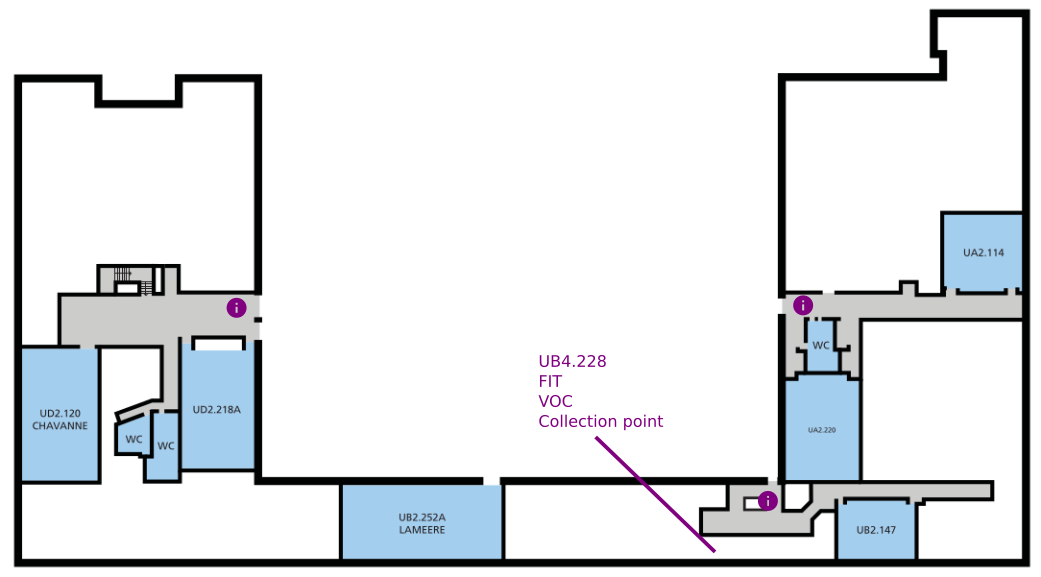 UA2.114
i
i
WC
UB4.228
FIT
VOC
Collection point
UD2.120
CHAVANNE
UD2.218A
WC
WC
UA2.220
i
UB2.252A
LAMEERE
UB2.147